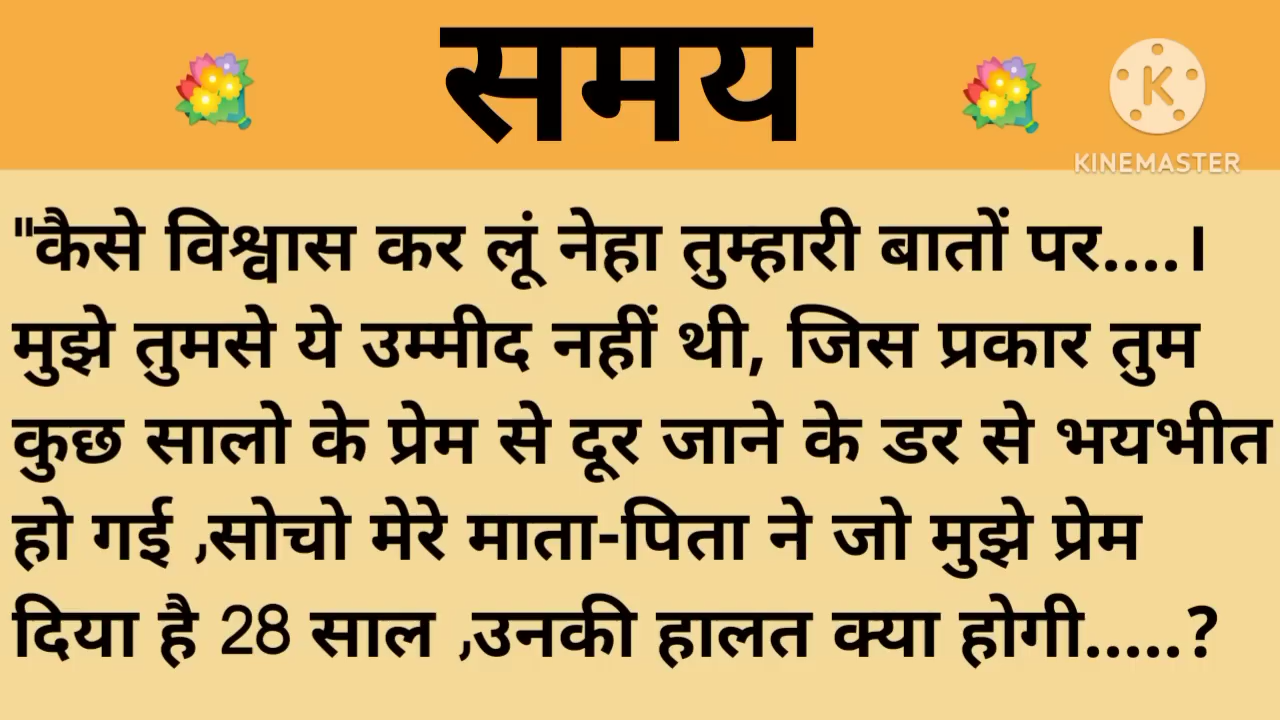 समय
K
KINEMASTER
"कैसे विश्वास कर लूं नेहा तुम्हारी बातों पर....।
मुझे तुमसे ये उम्मीद नहीं थी, जिस प्रकार तुम
कुछ सालो के प्रेम से दूर जाने के डर से भयभीत
हो गई ,सोचो मेरे माता-पिता ने जो मुझे प्रेम
दिया है 28 साल ,उनकी हालत क्या होगी.....?